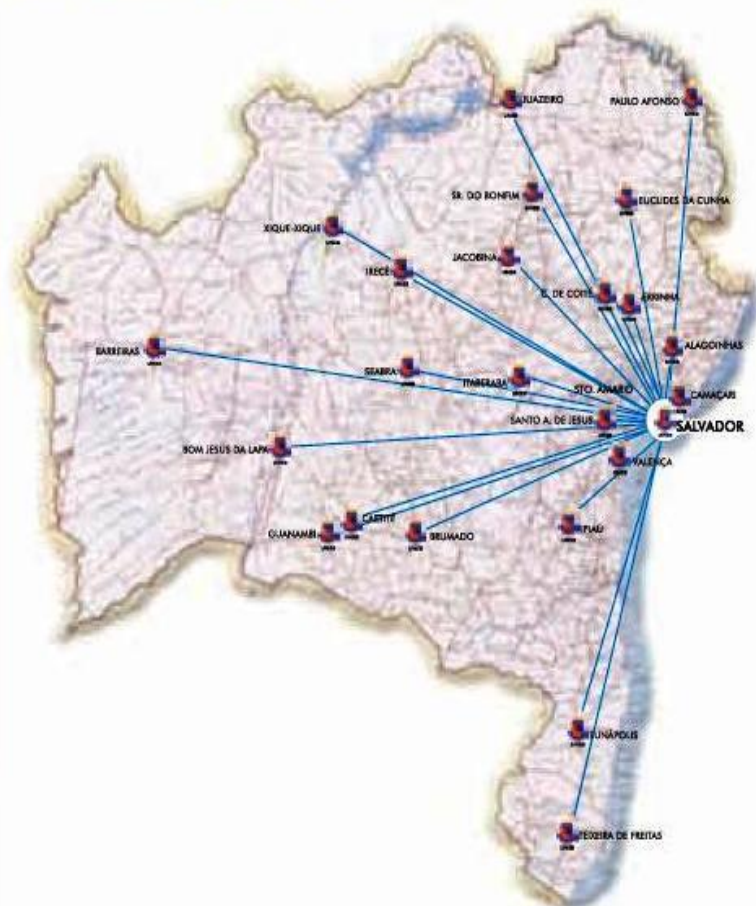 JUAZEIRO
PAULO AFONSO
SR. DO BONFIM
EUCLIDES DA CUNHA
XIQUE-XIQUE
JACOBINA
IRECÊ
C. DE COITÉ
ALAGOINHAS
BARREIRAS
SEABRA
ITABERABA
STO. AMARO
CAMAÇARI
SANTO A. DE JESUS
SALVADOR
BOM JESUS DA LAPA
VALENÇA
CAETITÉ
GUANAMBI
BRUMADO
IPIAÚ
EUNÁPOLIS
TEIXEIRA DE FREITAS